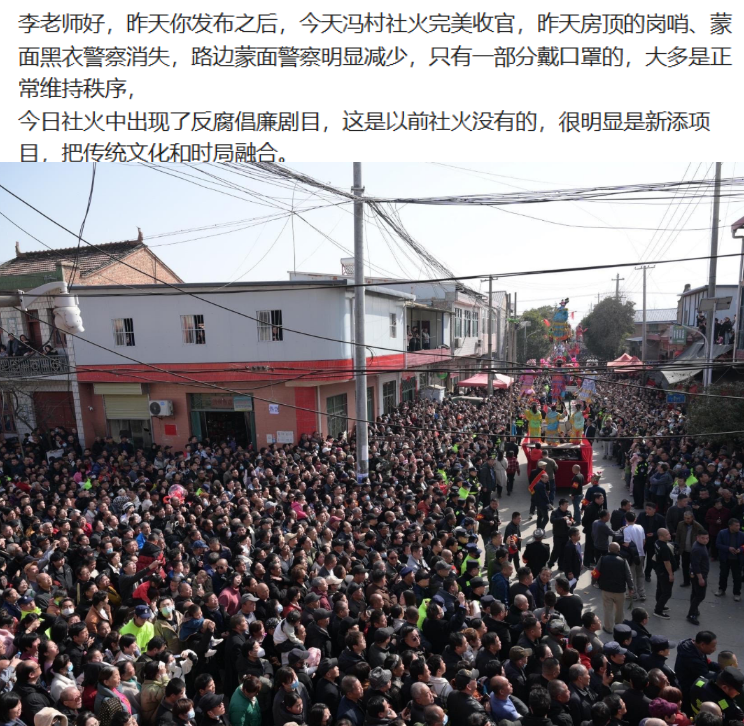 李老师好，昨天你发布之后，今天冯村社火完美收官，昨天房顶的岗哨、蒙
面黑衣警察消失，路边蒙面警察明显减少，只有一部分戴口罩的，大多是正
常维持秩序，
今日社火中出现了反腐倡廉剧目，这是以前社火没有的，很明显是新添项
目，把传统文化和时局融合。